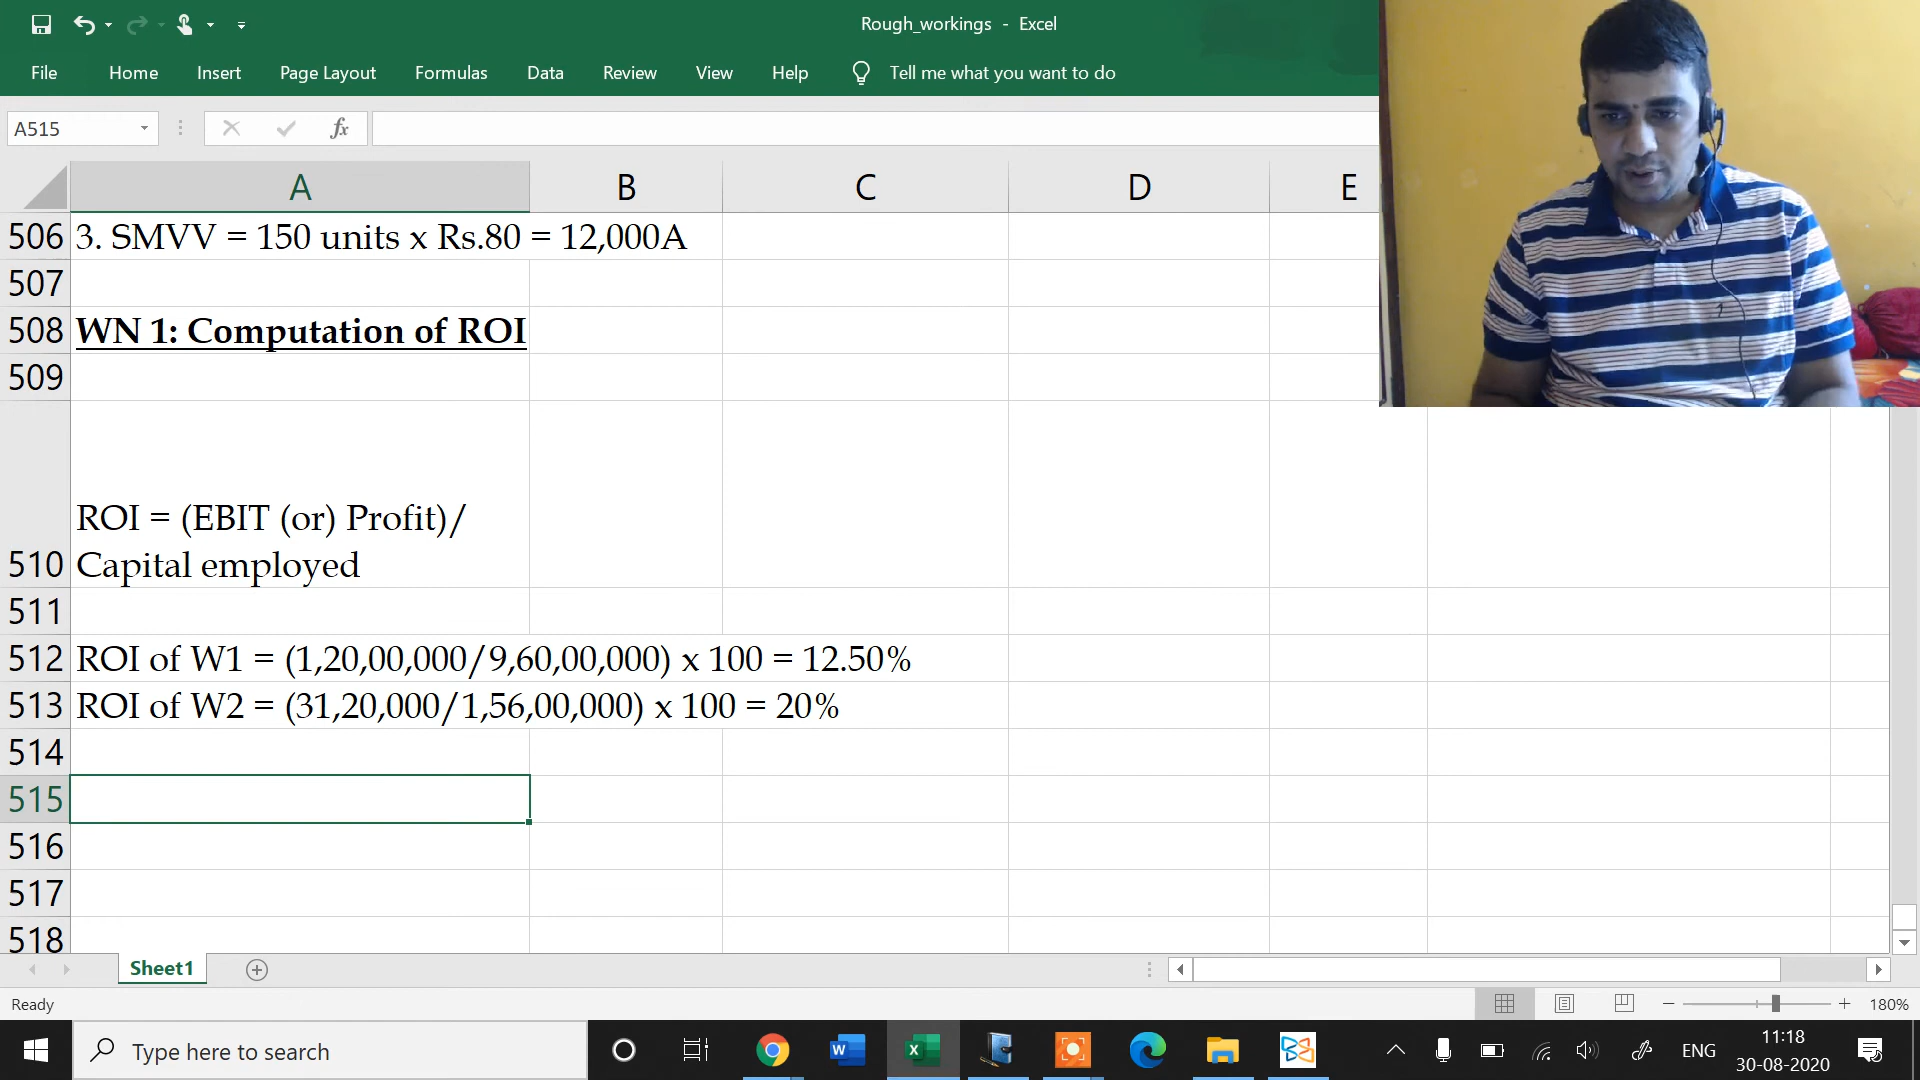 Rough_workings - Excel
File Home Insert Page Layout Formulas Data Review View Help Tell me what you want to do
A515 fx
A B C D E
506 3. SMVV = 150 units x Rs.80 = 12,000A
507
508 WN 1: Computation of ROI
509
ROI = (EBIT (or) Profit)/
510 Capital employed
511
512 ROI of W1 = (1,20,00,000/9,60,00,000) x 100 = 12.50%
513 ROI of W2 = (31,20,000/1,56,00,000) x 100 = 20%
514
515
516
517
518
Sheet1
Ready 180%
Type here to search
W
X
ENG
11:18
30-08-2020